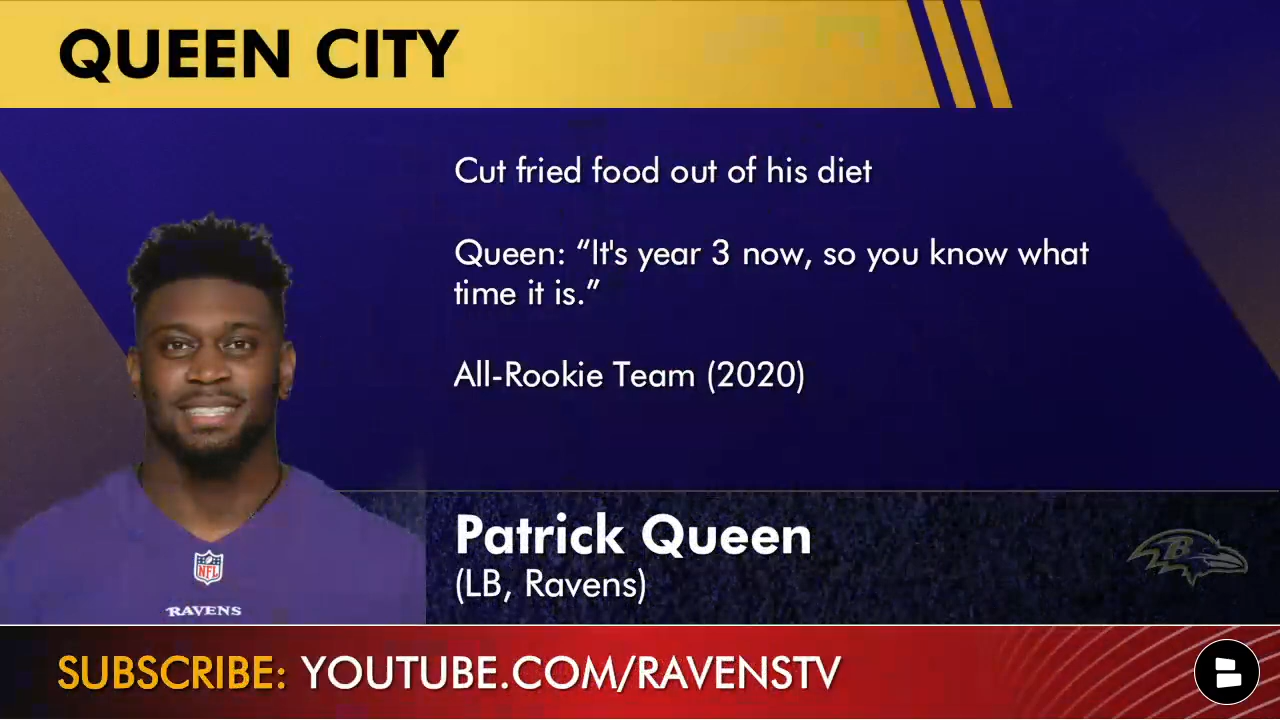 QUEEN CITY
Cut fried food out of his diet
Queen: “It's year 3 now, so you know what
time it is.”
All-Rookie Team (2020)
NFL
RAVENS
Patrick Queen
(LB, Ravens)
B
SUBSCRIBE: YOUTUBE.COM/RAVENSTV